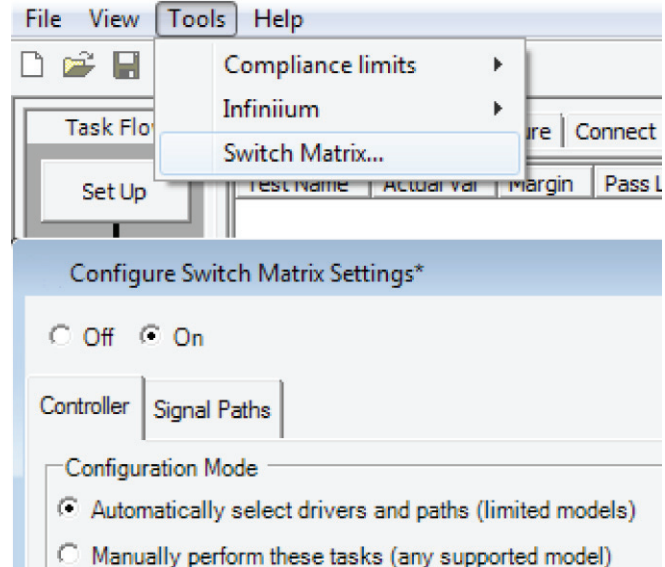 File View Tools Help
Compliance limits
Infiniium
Switch Matrix...
Task Flo
Connect
Set Up
Test Name Actual Val Margin Pass L
Configure Switch Matrix Settings*
Off On
Controller Signal Paths
Configuration Mode
Automatically select drivers and paths (limited models)
Manually perform these tasks (any supported model)